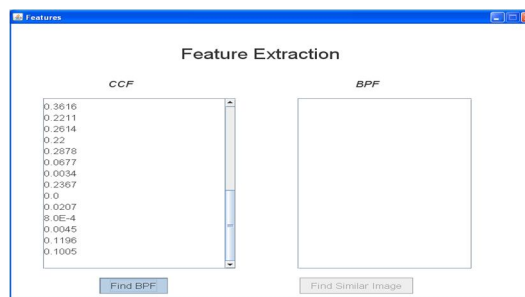 Features
Feature Extraction
CCF
BPF
0.3616
0.2211
0.2614
0.22
0.2878
0.0677
0.0034
0.2367
0.0
0.0207
8.0E-4
0.0045
0.1196
0.1005
Find BPF
Find Similar Image